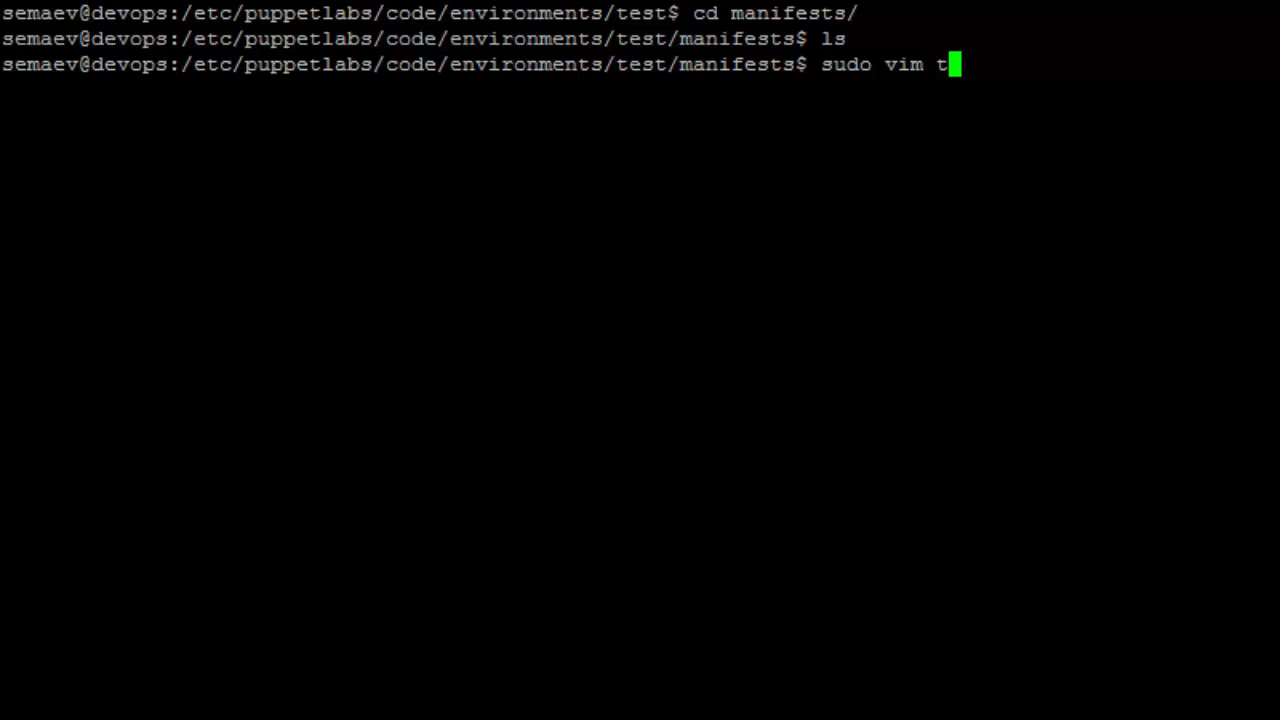 semaev@devops:/etc/puppetlabs/code/environments/test$ cd manifests/
semaev@devops:/etc/puppetlabs/code/environments/test/manifests$ ls
semaev@devops:/etc/puppetlabs/code/environments/test/manifests$ sudo vim t